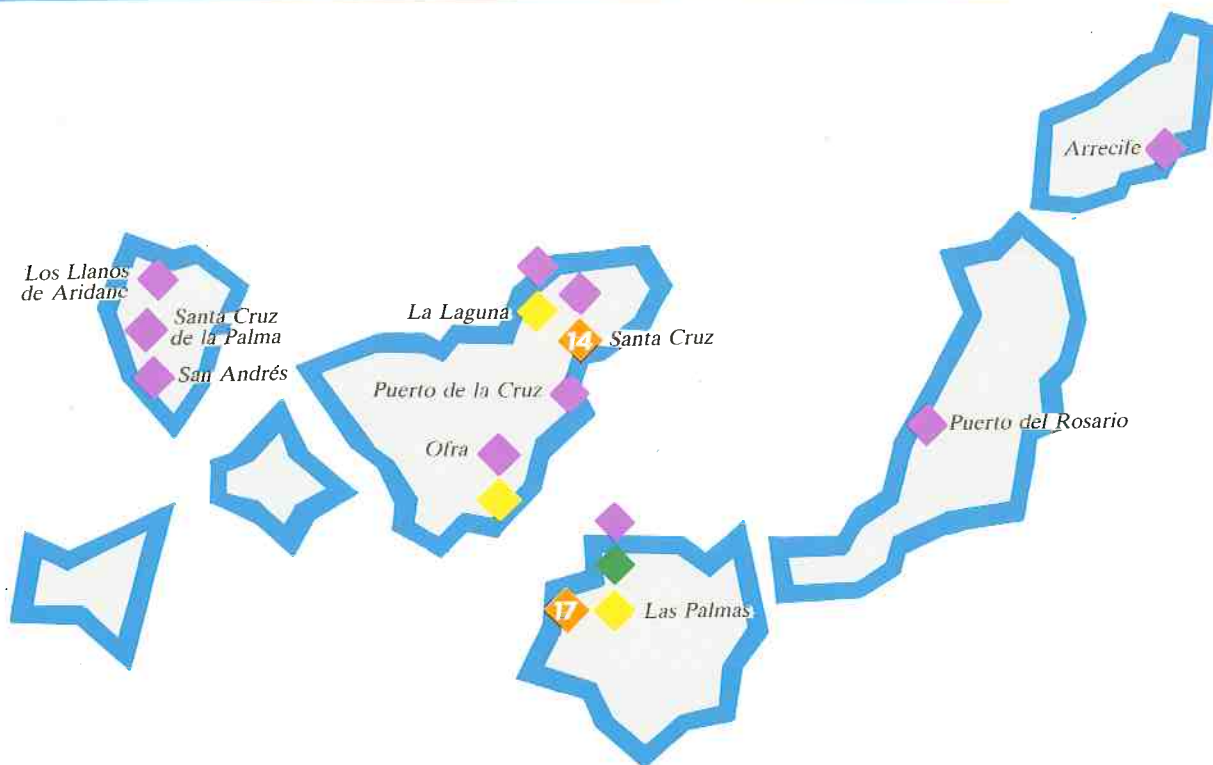 Arrecife
Los Llanos
de Aridane
Santa Cruz
de la Palma
San Andrés
La Laguna
14
Santa Cruz
Puerto de la Cruz
Ofra
Puerto del Rosario
17
Las Palmas